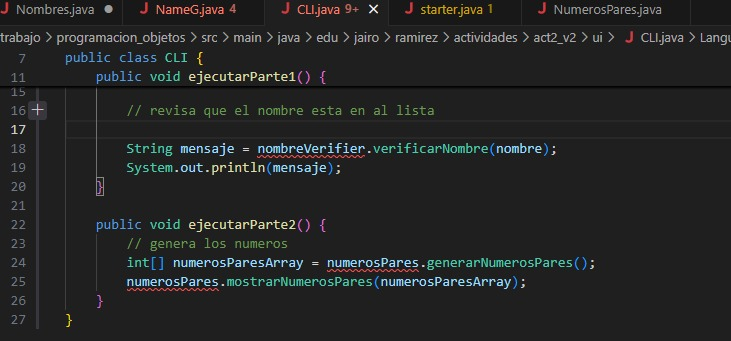 J Nombres.java ●
J NameG.java 4
J CLI.java 9+ ×
J starter.java 1
J NumerosPares.java
trabajo > programacion_objetos > src > main > java > edu > jairo > ramirez > actividades > act2_v2 > ui > J CLI.java > Langu
7 public class CLI {
11 public void ejecutarParte1() {
15
16 + // revisa que el nombre esta en al lista
17
18 String mensaje = nombreVerifier.verificarNombre(nombre);
19 System.out.println(mensaje);
20 }
21
22 public void ejecutarParte2() {
23 // genera los numeros
24 int[] numerosParesArray = numerosPares.generarNumerosPares();
25 numerosPares.mostrarNumerosPares(numerosParesArray);
26 }
27 }